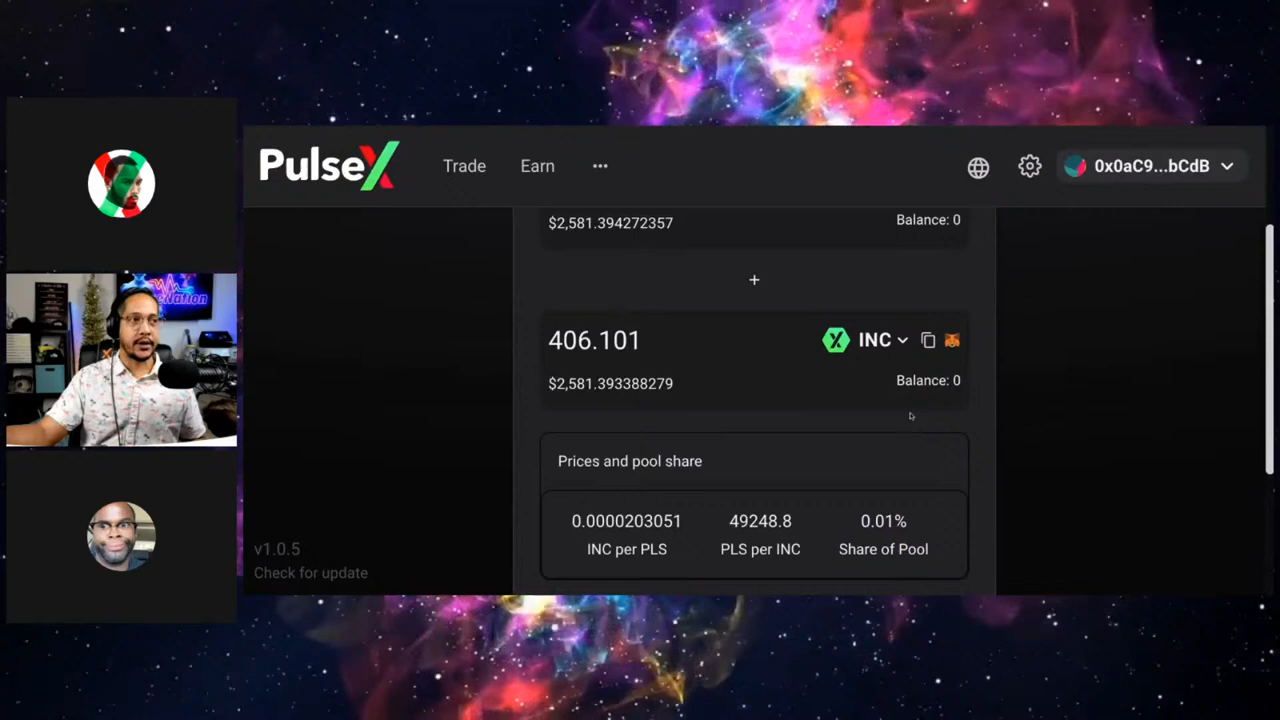 PulseX
Trade
Earn
0x0aC9...bCdB
$2,581.394272357
Balance: 0
+
406.101
INC
$2,581.393388279
Balance: 0
Prices and pool share
0.0000203051
49248.8
0.01%
INC per PLS
PLS per INC
Share of Pool
v1.0.5
Check for update